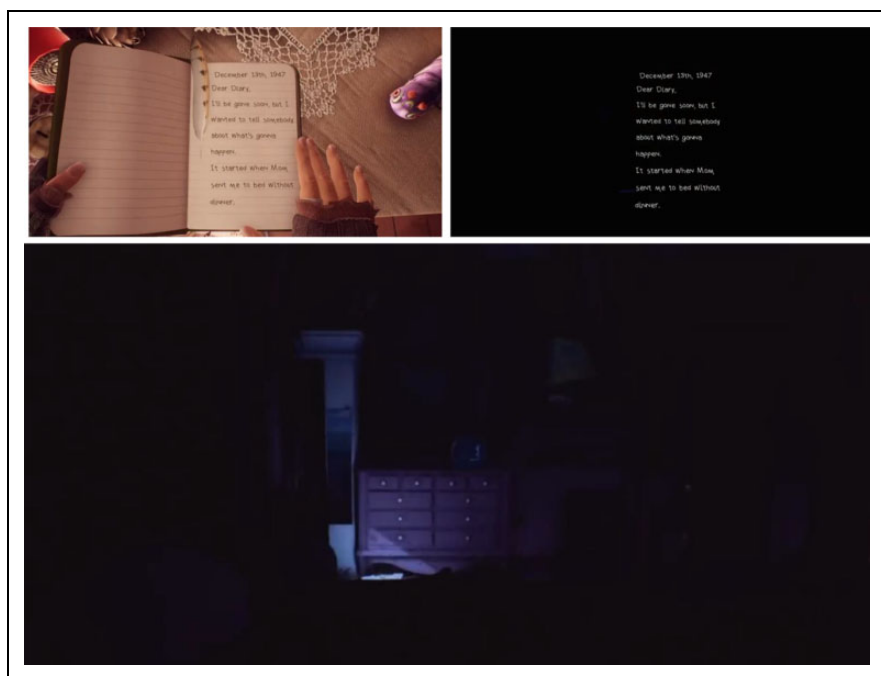 December 13th, 1947
Dear Diary,
I'll be gone soon, but I
wanted to tell somebody
about what's gonna
happen.
It started when Mom,
sent me to bed without
dinner.
December 13th, 1947
Dear Diary,
I'll be gone soon, but I
wanted to tell somebody
about what's gonna
happen.
It started when Mom,
sent me to bed without
dinner.